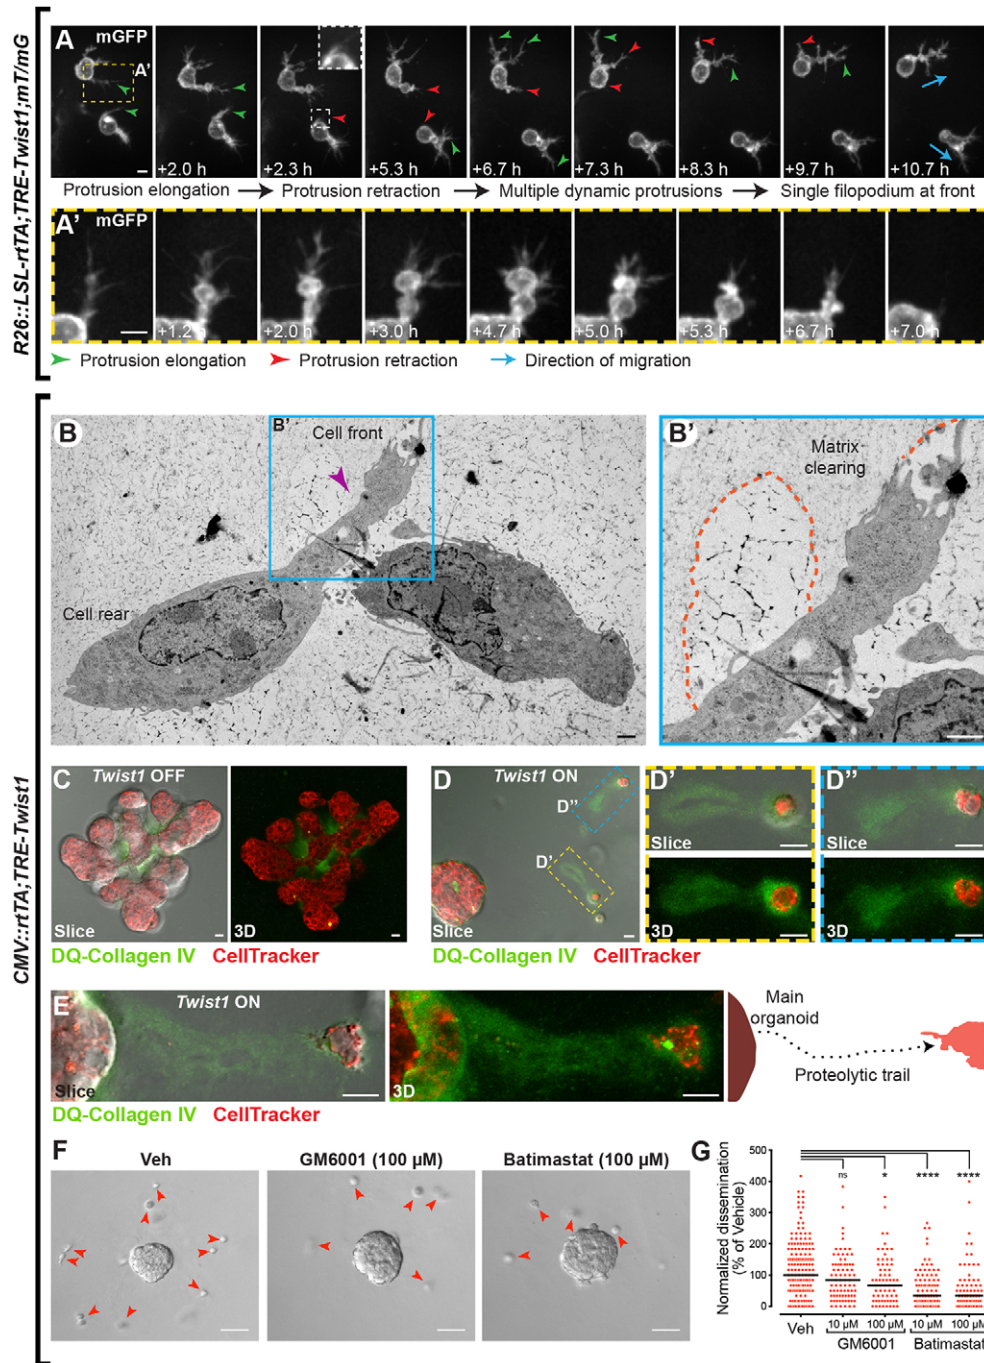 R26::LSL-rtTA;TRE-Twist1;mT/mG
A mGFP
A'
+2.0 h +2.3 h +5.3 h +6.7 h +7.3 h +8.3 h +9.7 h +10.7 h
Protrusion elongation → Protrusion retraction → Multiple dynamic protrusions → Single filopodium at front
A' mGFP
+1.2 h +2.0 h +3.0 h +4.7 h +5.0 h +5.3 h +6.7 h +7.0 h
Protrusion elongation Protrusion retraction Direction of migration
CMV::rtTA;TRE-Twist1
B
B'
Cell front
Cell rear
B'
Matrix
clearing
C Twist1 OFF
Slice 3D
DQ-Collagen IV CellTracker
D Twist1 ON
D''
D'
DQ-Collagen IV CellTracker
D'
Slice
3D
D''
Slice
3D
E Twist1 ON
Slice 3D
DQ-Collagen IV CellTracker
Main
organoid
Proteolytic trail
F
Veh GM6001 (100 µM) Batimastat (100 µM)
G
Normalized dissemination
(% of Vehicle)
500
400
300
200
100
0
ns * **** ****
Veh 10 µM 100 µM 10 µM 100 µM
GM6001 Batimastat